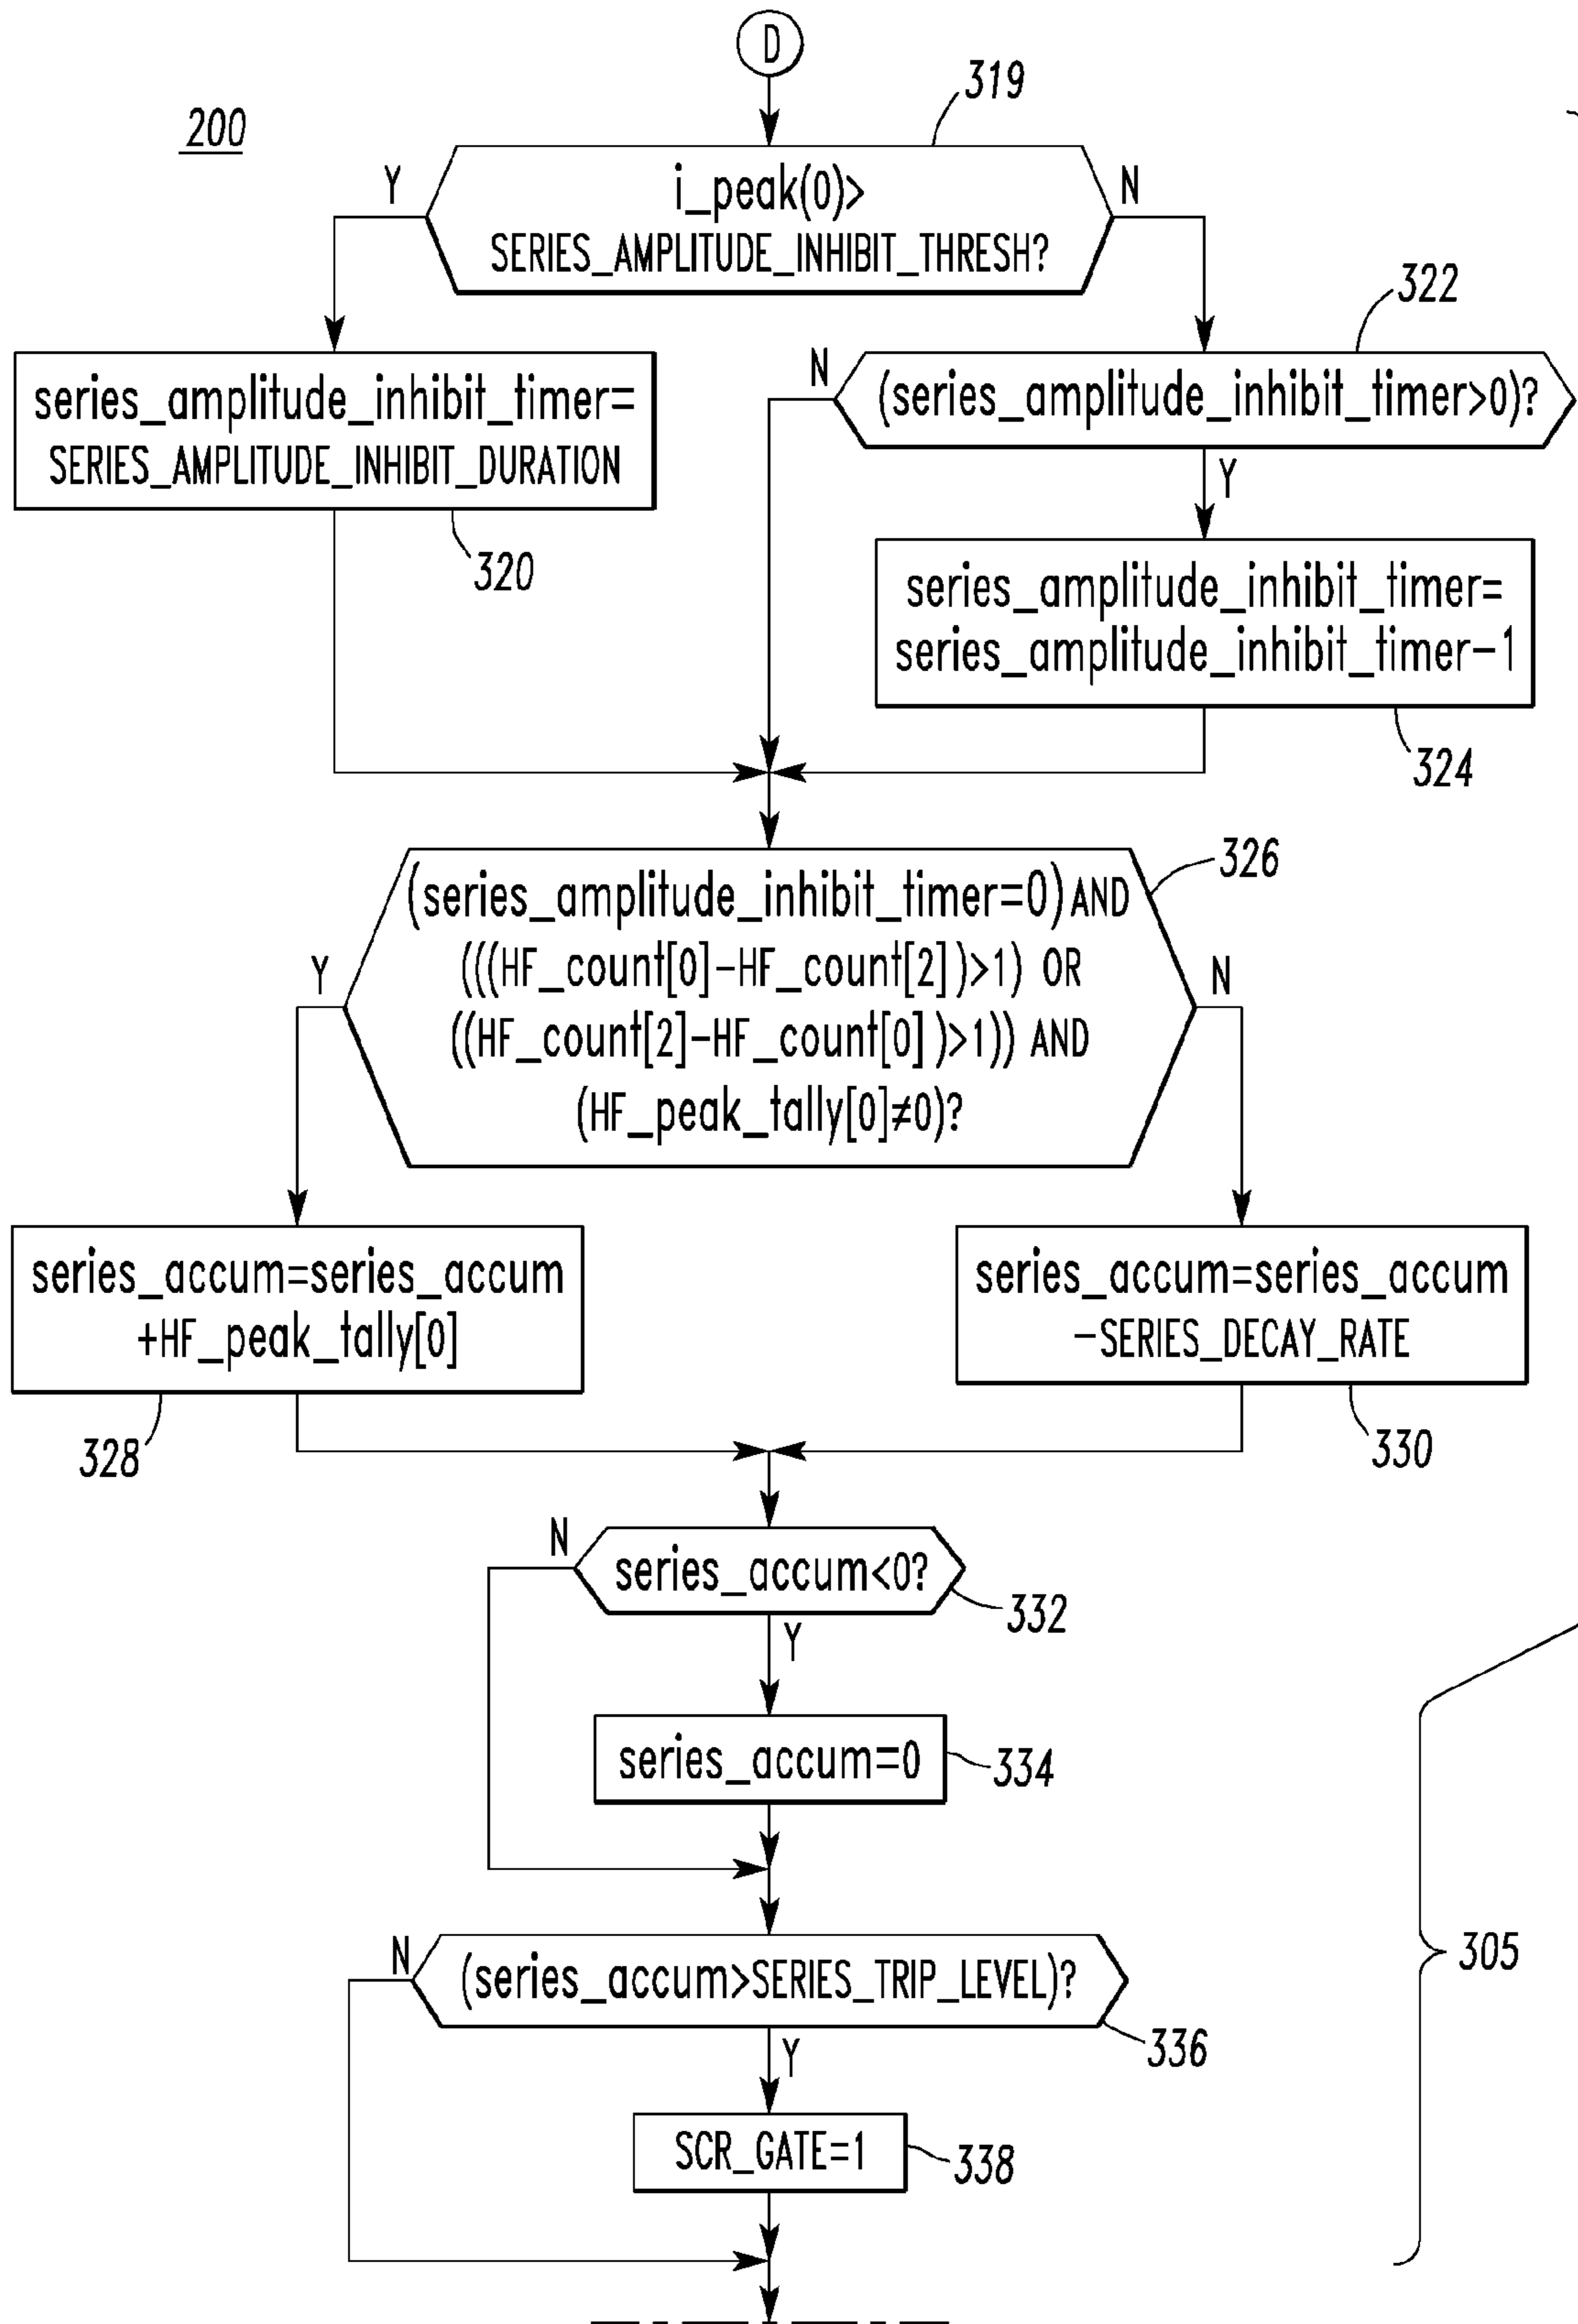 D
319
200
Y
N
i_peak(0)>
SERIES_AMPLITUDE_INHIBIT_THRESH?
322
N
series_amplitude_inhibit_timer=
SERIES_AMPLITUDE_INHIBIT_DURATION
(series_amplitude_inhibit_timer>0)?
Y
320
series_amplitude_inhibit_timer=
series_amplitude_inhibit_timer-1
324
326
(series_amplitude_inhibit_timer=0) AND
(((HF_count[0]-HF_count[2])>1) OR
((HF_count[2]-HF_count[0])>1)) AND
(HF_peak_tally[0]≠0)?
Y
N
series_accum=series_accum
+HF_peak_tally[0]
series_accum=series_accum
-SERIES_DECAY_RATE
328
330
N
series_accum<0?
332
Y
series_accum=0
334
N
(series_accum>SERIES_TRIP_LEVEL)?
305
336
Y
SCR_GATE=1
338